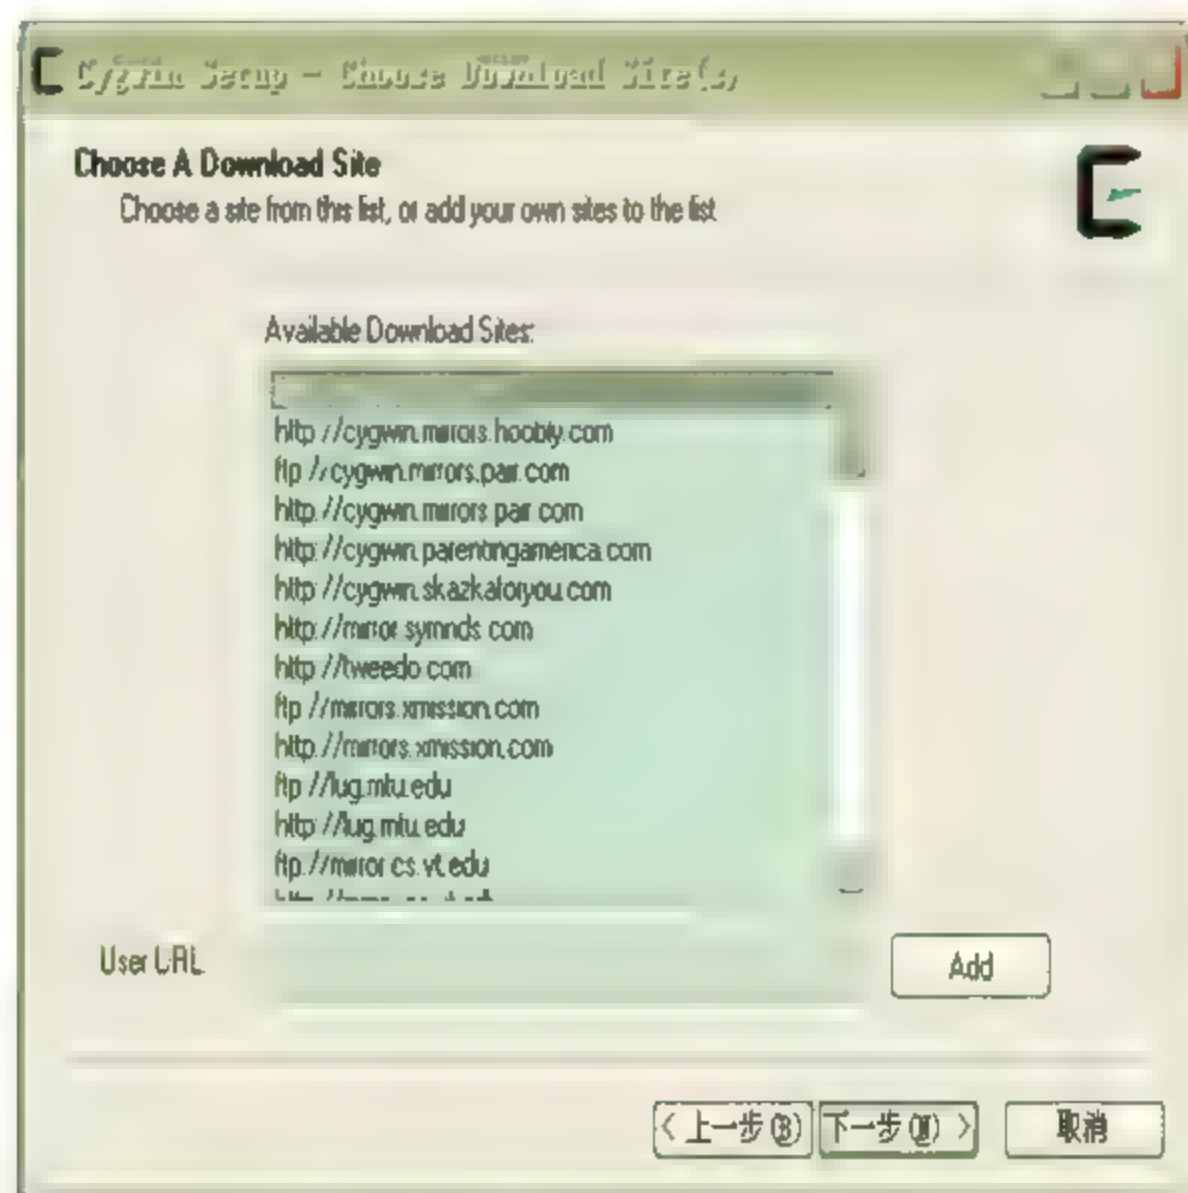 Cygwin Setup - Choose Download Site(s)
Choose A Download Site
Choose a site from this list, or add your own sites to the list
Available Download Sites:
http://cygwin.mirrors.hoobly.com
ftp://cygwin.mirrors.pair.com
http://cygwin.mirrors.pair.com
http://cygwin.parentingamerica.com
http://cygwin.skazkaforyou.com
http://mirror.symnds.com
http://tweedo.com
ftp://mirrors.xmission.com
http://mirrors.xmission.com
ftp://lug.mtu.edu
http://lug.mtu.edu
ftp://mirror.cs.vt.edu
User URL
Add
< 上一步(B)
下一步(N) >
取消